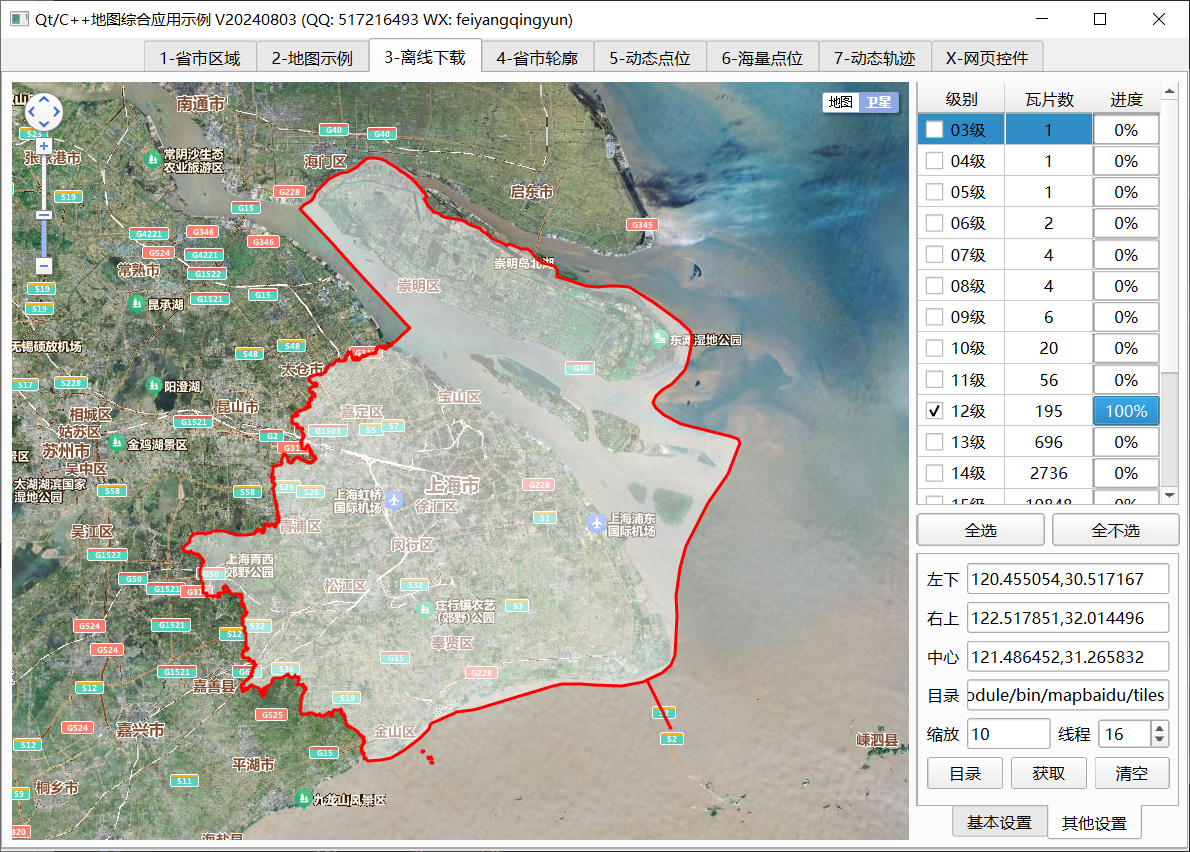 Qt/C++地图综合应用示例 V20240803 (QQ: 517216493 WX: feiyangqingyun)
1-省市区域
2-地图示例
3-离线下载
4-省市轮廓
5-动态点位
6-海量点位
7-动态轨迹
X-网页控件
地图 卫星
南通市
S23
张家港市
常阴沙生态
农业旅游区
G40
G40
海门区
启东市
G228
G15
S19
G345
G4221
G346
G346
G524
G4221
G1522
常熟市
崇明岛北湖
崇明区
S19
S19
昆承湖
G1521
G15
无锡硕放机场
东滩湿地公园
S48
S48
太仓市
G40
S17
S228
阳澄湖
相城区
姑苏区
苏州市
吴中区
昆山市
G1521
金鸡湖景区
宝山区
嘉定区
G1503
S5
S7
G2
太湖湖滨国家
湿地公园
S58
S58
S26
S26
上海虹桥
国际机场
上海市
徐汇区
G228
S1
上海浦东
国际机场
吴江区
青浦区
闵行区
G1522
上海青西
郊野公园
G50
G50
G1521
松江区
S32
庄行镇农艺
(郊野)公园
S3
G524
G1521
S12
S32
奉贤区
G524
G1521
G15
S36
G228
嘉善县
S12
S19
G525
G524
嘉兴市
金山区
S2
S2
嵊泗县
S12
G15
平湖市
S11
桐乡市
S9
九龙山风景区
320
海盐县
级别 瓦片数 进度
03级 1 0%
04级 1 0%
05级 1 0%
06级 2 0%
07级 4 0%
08级 4 0%
09级 6 0%
10级 20 0%
11级 56 0%
12级 195 100%
13级 696 0%
14级 2736 0%
15级 10848 0%
全选 全不选
左下 120.455054,30.517167
右上 122.517851,32.014496
中心 121.486452,31.265832
目录 odule/bin/mapbaidu/tiles
缩放 10 线程 16
目录 获取 清空
基本设置 其他设置